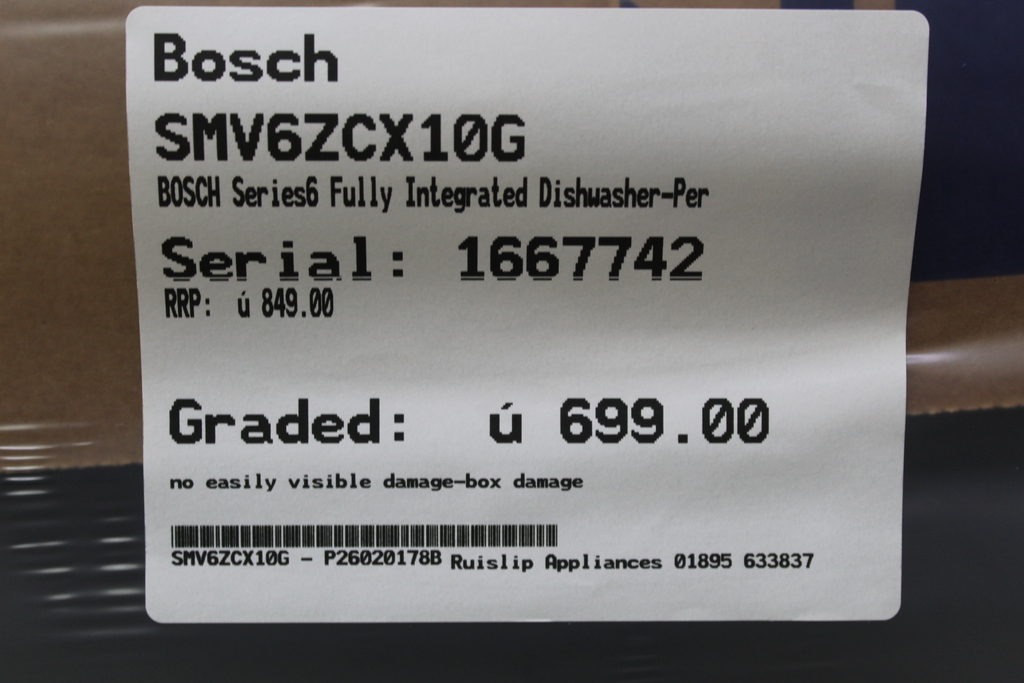 Bosch
SMV6ZCX10G
BOSCH Series6 Fully Integrated Dishwasher-Per
Serial: 1667742
RRP: ú 849.00
Graded: ú 699.00
no easily visible damage-box damage
SMV6ZCX10G - P26020178B Ruislip Appliances 01895 633837